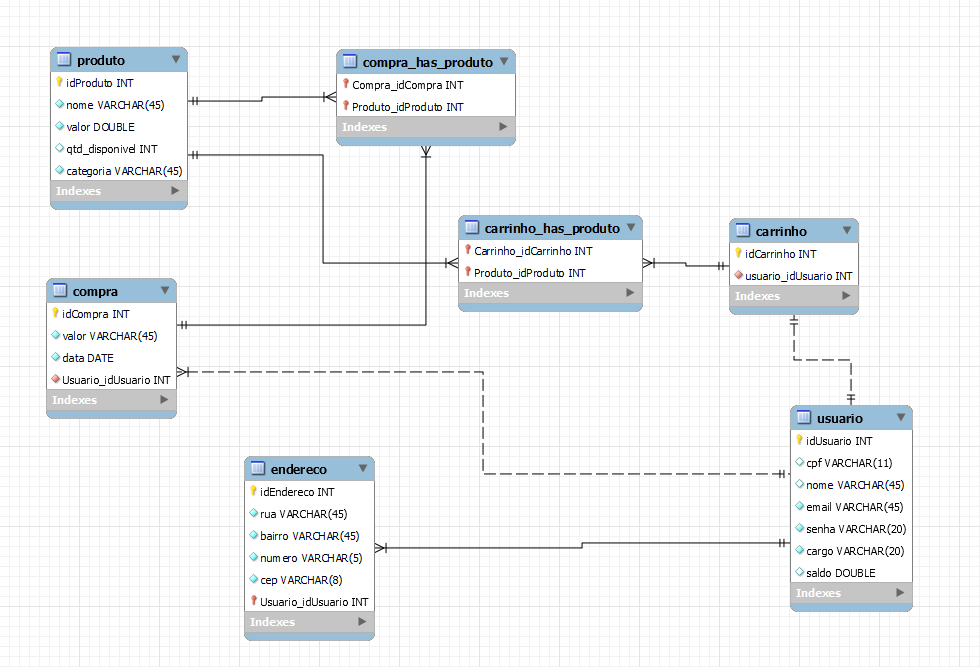 produto
idProduto INT
nome VARCHAR(45)
valor DOUBLE
qtd_disponivel INT
categoria VARCHAR(45)
Indexes
compra_has_produto
Compra_idCompra INT
Produto_idProduto INT
Indexes
carrinho_has_produto
Carrinho_idCarrinho INT
Produto_idProduto INT
Indexes
carrinho
idCarrinho INT
usuario_idUsuario INT
Indexes
compra
idCompra INT
valor VARCHAR(45)
data DATE
Usuario_idUsuario INT
Indexes
usuario
idUsuario INT
cpf VARCHAR(11)
nome VARCHAR(45)
email VARCHAR(45)
senha VARCHAR(20)
cargo VARCHAR(20)
saldo DOUBLE
Indexes
endereco
idEndereco INT
rua VARCHAR(45)
bairro VARCHAR(45)
numero VARCHAR(5)
cep VARCHAR(8)
Usuario_idUsuario INT
Indexes